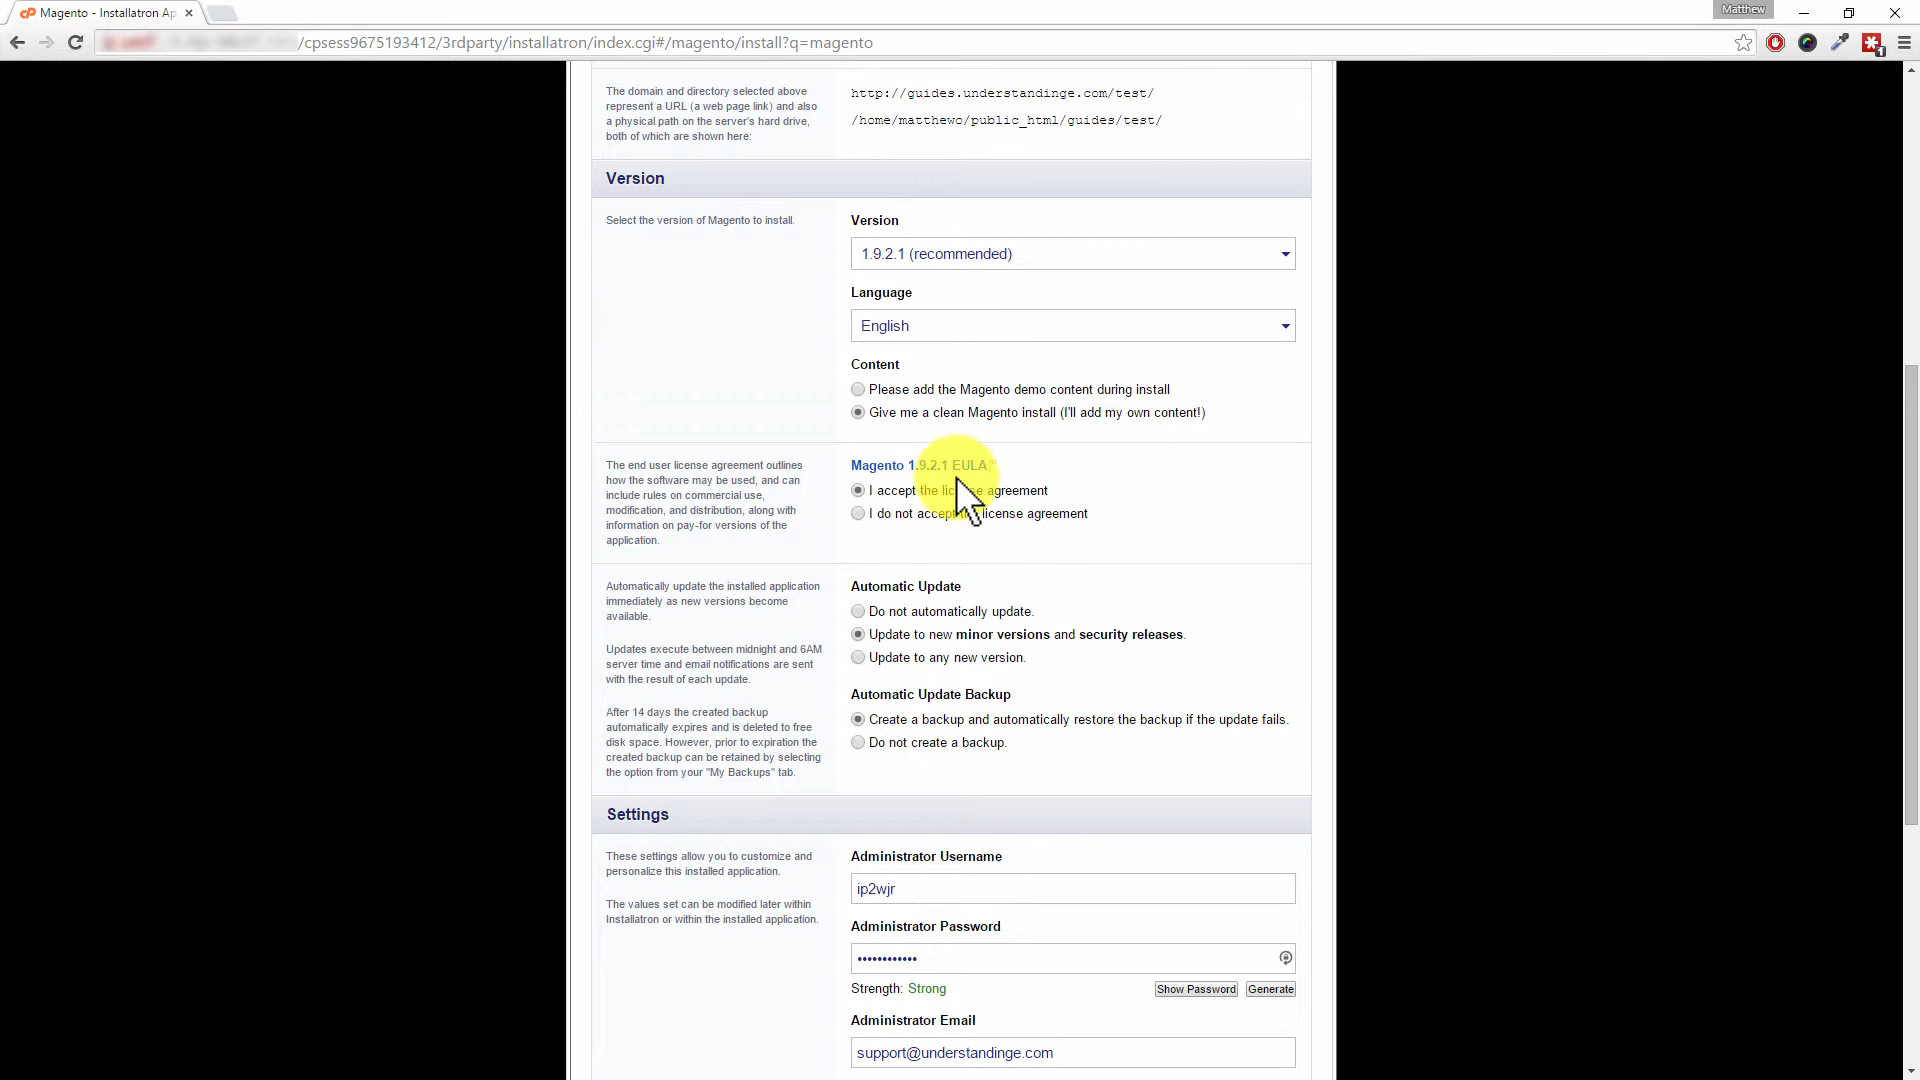 Magento - Installatron Ap
Matthew
/cpsess9675193412/3rdparty/installatron/index.cgi#/magento/install?q=magento
1
The domain and directory selected above
represent a URL (a web page link) and also
a physical path on the server's hard drive,
both of which are shown here:
http://guides.understandinge.com/test/
/home/matthewo/public_html/guides/test/
Version
Select the version of Magento to install.
Version
1.9.2.1 (recommended)
Language
English
Content
Please add the Magento demo content during install
Give me a clean Magento install (I'll add my own content!)
The end user license agreement outlines
how the software may be used, and can
include rules on commercial use,
modification, and distribution, along with
information on pay-for versions of the
application.
Magento 1.9.2.1 EULA
I accept the license agreement
I do not accept the license agreement
Automatically update the installed application
immediately as new versions become
available.
Updates execute between midnight and 6AM
server time and email notifications are sent
with the result of each update.
After 14 days the created backup
automatically expires and is deleted to free
disk space. However, prior to expiration the
created backup can be retained by selecting
the option from your "My Backups" tab.
Automatic Update
Do not automatically update.
Update to new minor versions and security releases.
Update to any new version.
Automatic Update Backup
Create a backup and automatically restore the backup if the update fails.
Do not create a backup.
Settings
These settings allow you to customize and
personalize this installed application.
The values set can be modified later within
Installatron or within the installed application.
Administrator Username
ip2wjr
Administrator Password
••••••••••••
Strength: Strong
Show Password
Generate
Administrator Email
support@understandinge.com